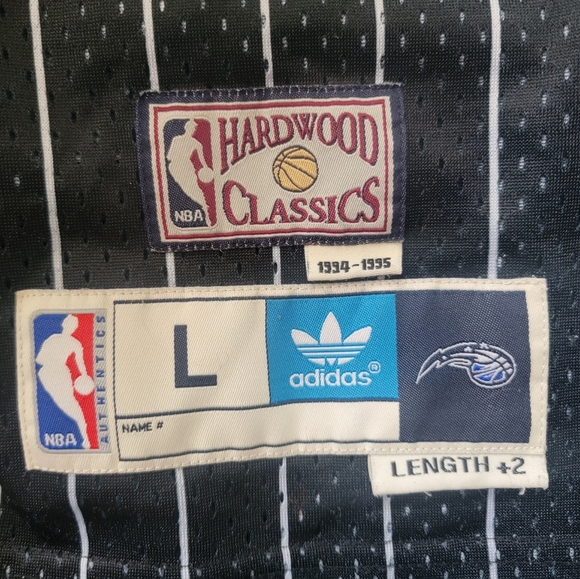 HARDWOOD
NBA
CLASSICS
1994-1995
AUTHENTICS
NBA
L
adidas®
NAME #
LENGTH +2